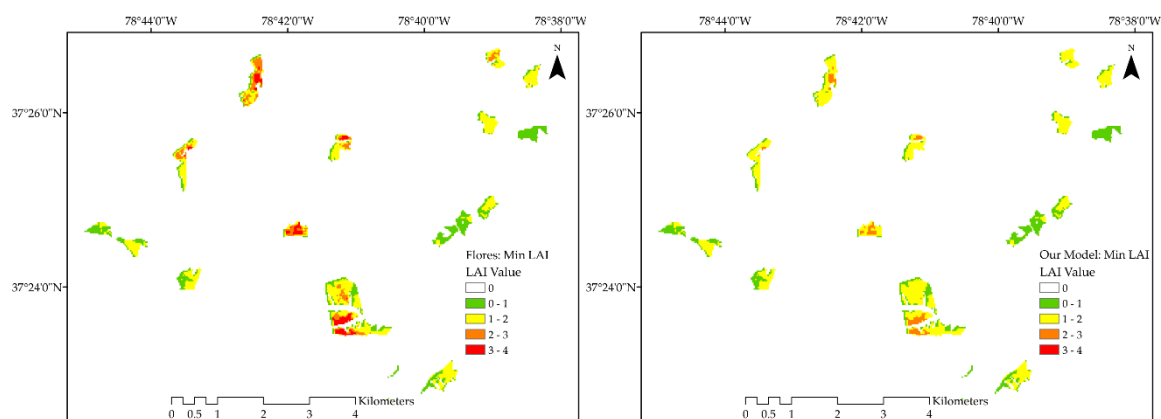 78°44'0"W 78°42'0"W 78°40'0"W 78°38'0"W
N
37°26'0"N
37°24'0"N
Flores: Min LAI
LAI Value
0
0 - 1
1 - 2
2 - 3
3 - 4
Kilometers
0 0.5 1 2 3 4
78°44'0"W 78°42'0"W 78°40'0"W 78°38'0"W
N
37°26'0"N
37°24'0"N
Our Model: Min LAI
LAI Value
0
0 - 1
1 - 2
2 - 3
3 - 4
Kilometers
0 0.5 1 2 3 4